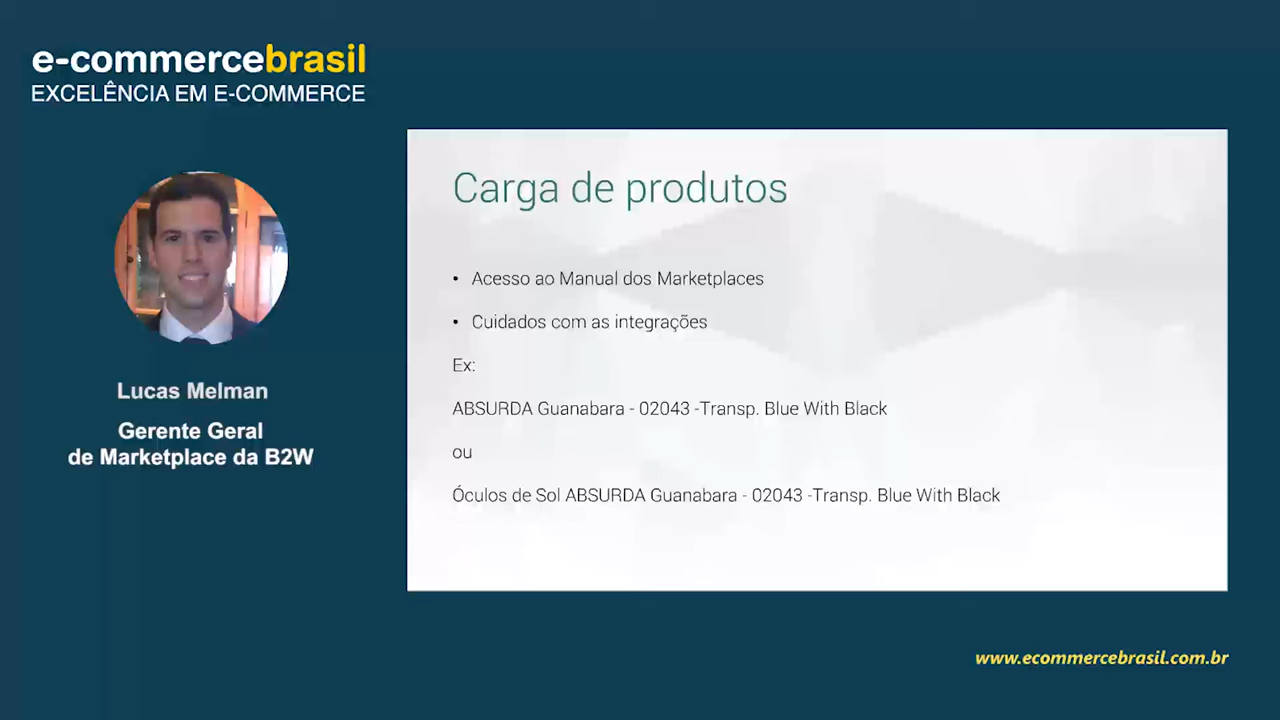 e-commercebrasil
EXCELÊNCIA EM E-COMMERCE
Lucas Melman
Gerente Geral
de Marketplace da B2W
Carga de produtos
• Acesso ao Manual dos Marketplaces
• Cuidados com as integrações
Ex:
ABSURDA Guanabara - 02043 -Transp. Blue With Black
ou
Óculos de Sol ABSURDA Guanabara - 02043 -Transp. Blue With Black
www.ecommercebrasil.com.br